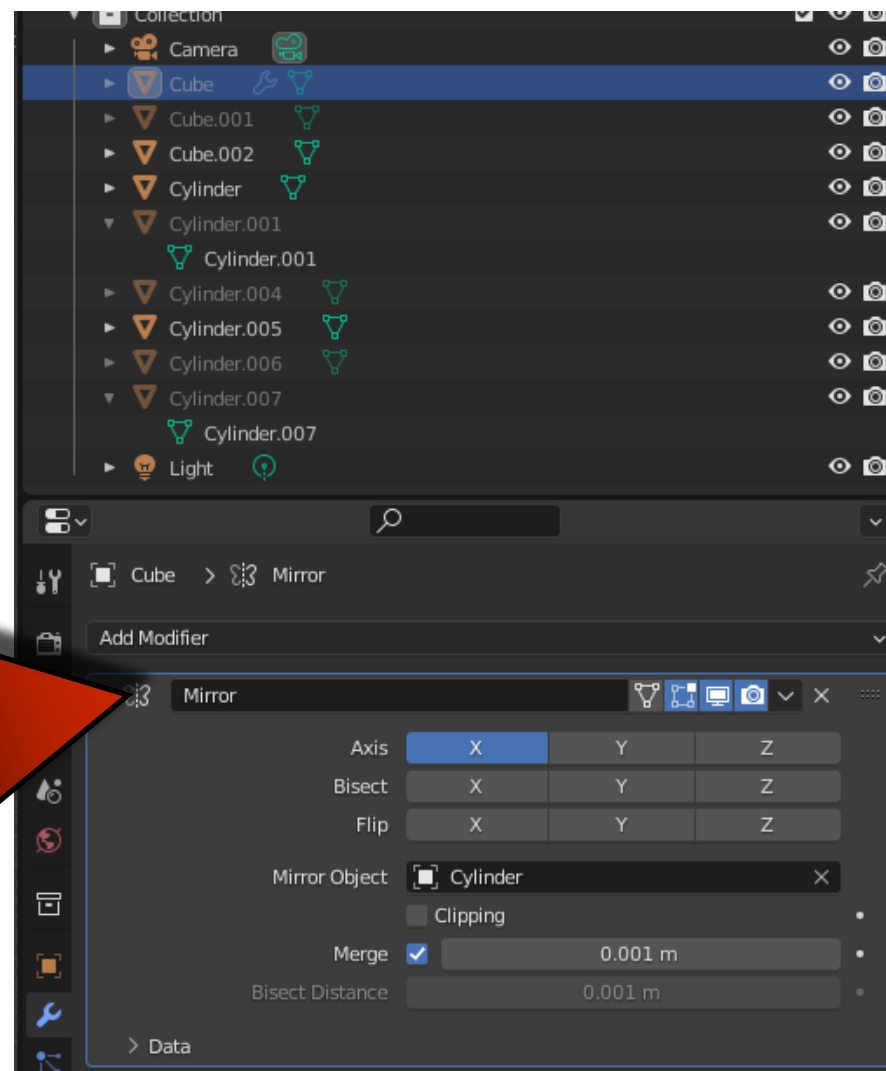 Collection
Camera
Cube
Cube.001
Cube.002
Cylinder
Cylinder.001
Cylinder.001
Cylinder.004
Cylinder.005
Cylinder.006
Cylinder.007
Cylinder.007
Light
Cube > Mirror
Add Modifier
Mirror
Axis X Y Z
Bisect X Y Z
Flip X Y Z
Mirror Object Cylinder
Clipping
Merge 0.001 m
Bisect Distance 0.001 m
> Data